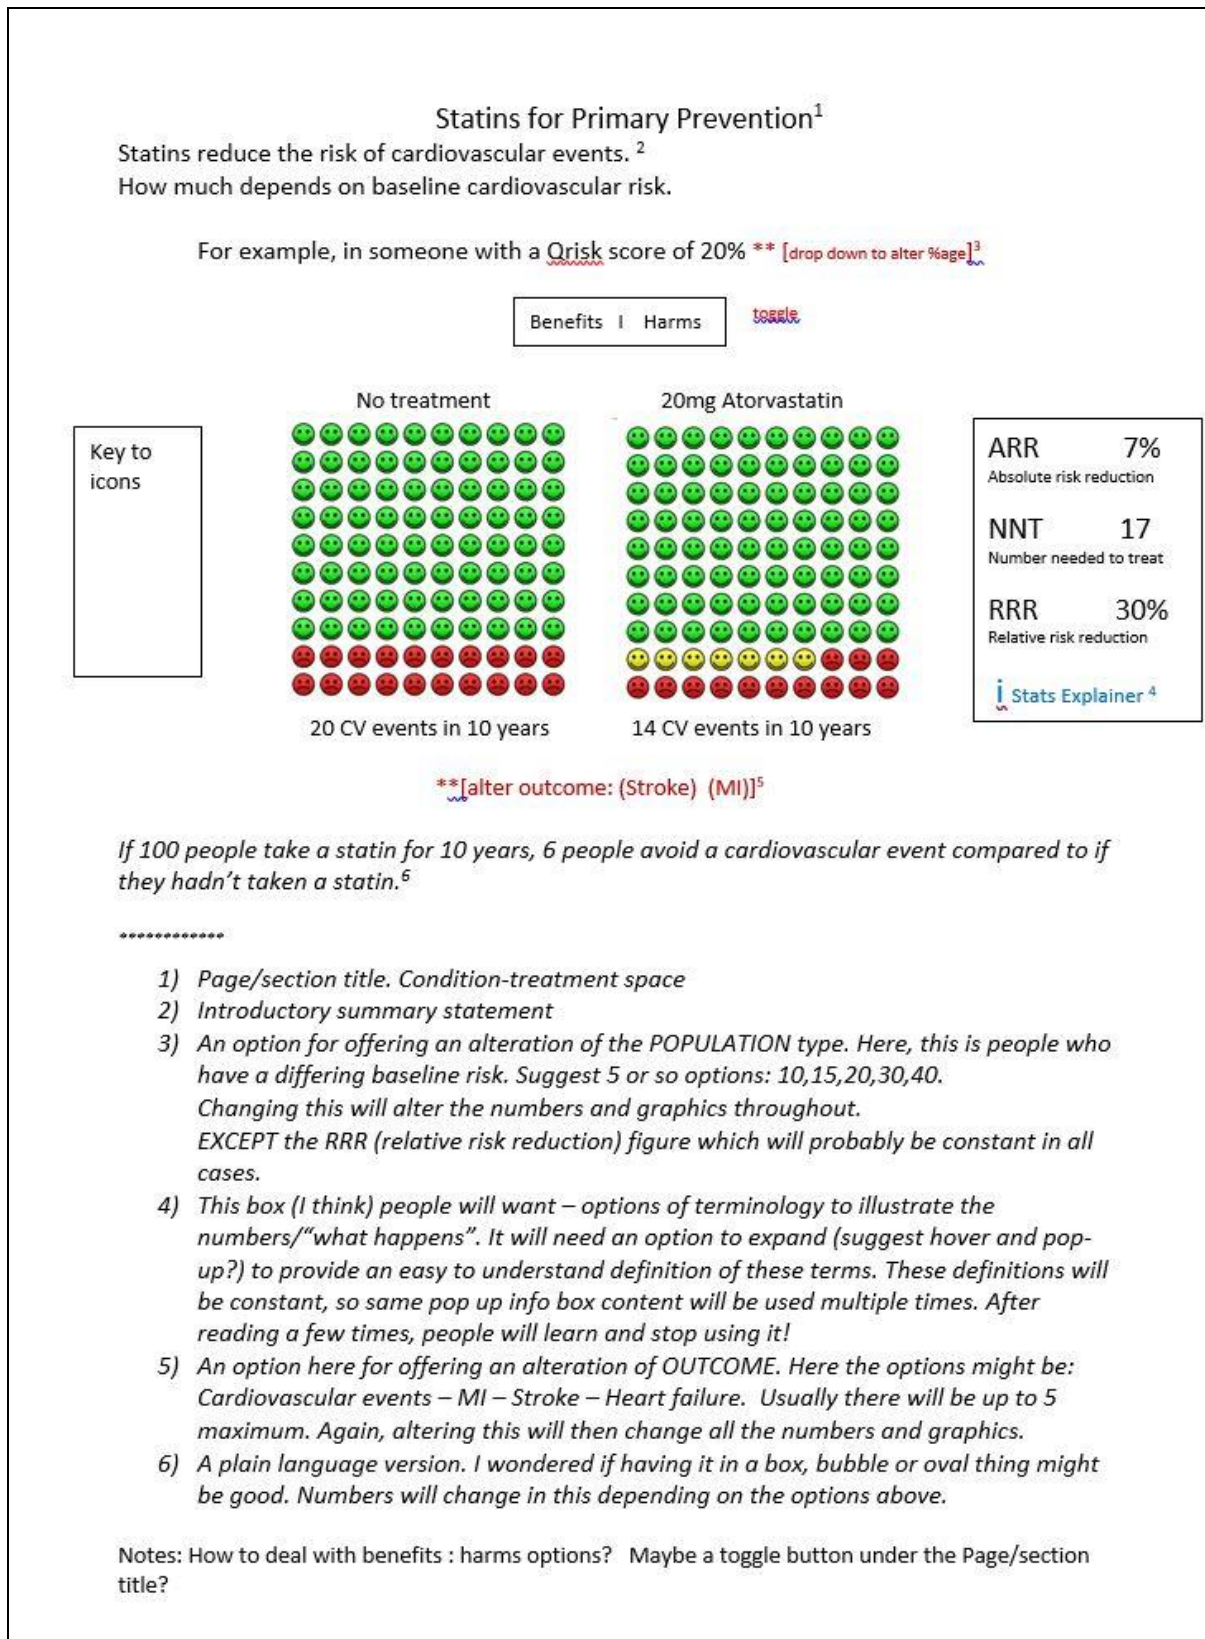 Statins for Primary Prevention1
Statins reduce the risk of cardiovascular events. 2
How much depends on baseline cardiovascular risk.
For example, in someone with a Qrisk score of 20% ** [drop down to alter %age]3
Benefits I Harms
toggle
No treatment
20mg Atorvastatin
Key to
icons
ARR 7%
Absolute risk reduction
NNT 17
Number needed to treat
RRR 30%
Relative risk reduction
i Stats Explainer 4
20 CV events in 10 years
14 CV events in 10 years
**[alter outcome: (Stroke) (MI)]5
If 100 people take a statin for 10 years, 6 people avoid a cardiovascular event compared to if
they hadn't taken a statin.6
************
1) Page/section title. Condition-treatment space
2) Introductory summary statement
3) An option for offering an alteration of the POPULATION type. Here, this is people who
have a differing baseline risk. Suggest 5 or so options: 10,15,20,30,40.
Changing this will alter the numbers and graphics throughout.
EXCEPT the RRR (relative risk reduction) figure which will probably be constant in all
cases.
4) This box (I think) people will want – options of terminology to illustrate the
numbers/"what happens". It will need an option to expand (suggest hover and pop-
up?) to provide an easy to understand definition of these terms. These definitions will
be constant, so same pop up info box content will be used multiple times. After
reading a few times, people will learn and stop using it!
5) An option here for offering an alteration of OUTCOME. Here the options might be:
Cardiovascular events – MI – Stroke – Heart failure. Usually there will be up to 5
maximum. Again, altering this will then change all the numbers and graphics.
6) A plain language version. I wondered if having it in a box, bubble or oval thing might
be good. Numbers will change in this depending on the options above.
Notes: How to deal with benefits : harms options? Maybe a toggle button under the Page/section
title?